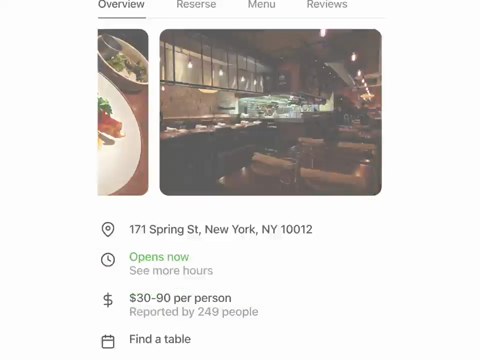 Overview Reserse Menu Reviews
171 Spring St, New York, NY 10012
Opens now
See more hours
$30-90 per person
Reported by 249 people
Find a table